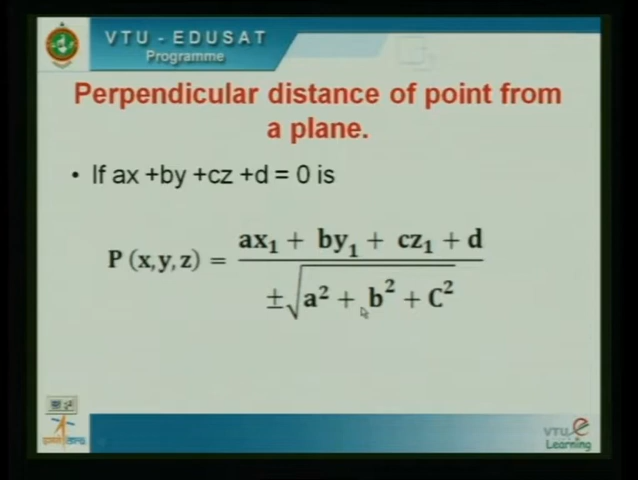 VTU - EDUSAT
Programme
Perpendicular distance of point from
a plane.
• If ax +by +cz +d = 0 is
P (x,y,z) = ax₁ + by₁ + cz₁ + d / ±√a² + b² + C²
VTU e
Learning